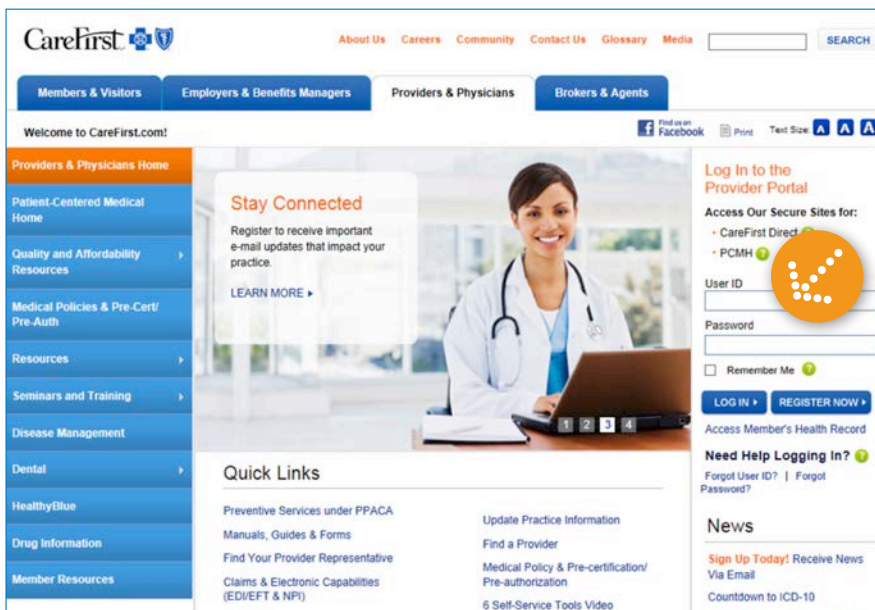 CareFirst
About Us Careers Community Contact Us Glossary Media SEARCH
Members & Visitors Employers & Benefits Managers Providers & Physicians Brokers & Agents
Welcome to CareFirst.com!
Find us on
Facebook Print Text Size: A A A
Providers & Physicians Home
Patient-Centered Medical
Home
Quality and Affordability
Resources
Medical Policies & Pre-Cert/
Pre-Auth
Resources
Seminars and Training
Disease Management
Dental
HealthyBlue
Drug Information
Member Resources
Stay Connected
Register to receive important
e-mail updates that impact your
practice.
LEARN MORE
1 2 3 4
Quick Links
Preventive Services under PPACA
Manuals, Guides & Forms
Find Your Provider Representative
Claims & Electronic Capabilities
(EDI/EFT & NPI)
Update Practice Information
Find a Provider
Medical Policy & Pre-certification/
Pre-authorization
6 Self-Service Tools Video
Log In to the
Provider Portal
Access Our Secure Sites for:
• CareFirst Direct ?
• PCMH ?
User ID
Password
Remember Me ?
LOG IN REGISTER NOW
Access Member's Health Record
Need Help Logging In? ?
Forgot User ID? | Forgot
Password?
News
Sign Up Today! Receive News
Via Email
Countdown to ICD-10